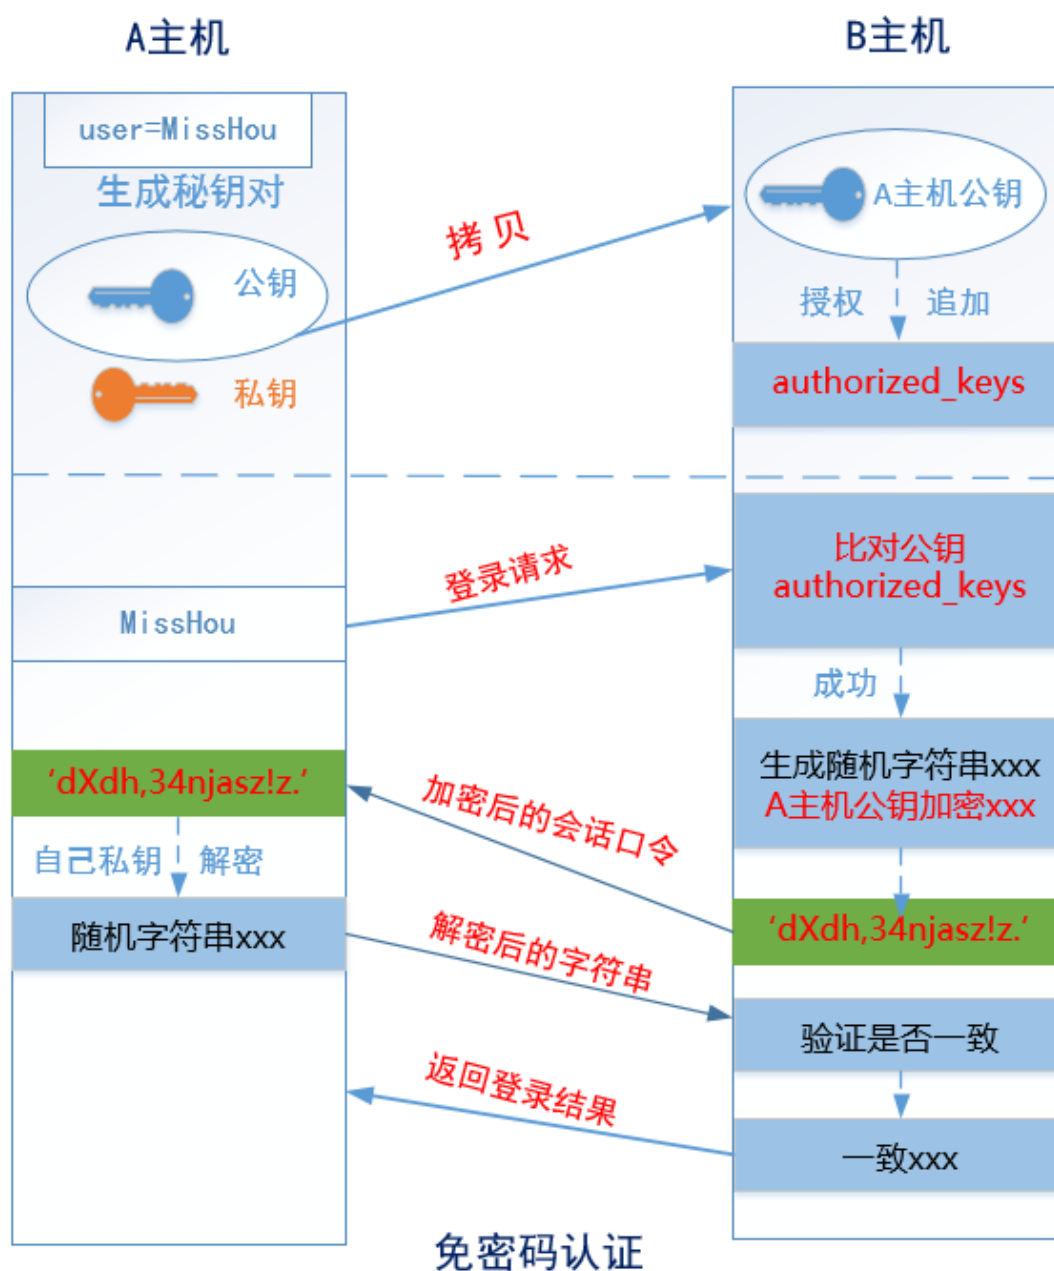 A主机
B主机
user=MissHou
生成秘钥对
公钥
私钥
拷 贝
A主机公钥
授权 追加
authorized_keys
MissHou
登录请求
比对公钥
authorized_keys
成功
生成随机字符串xxx
A主机公钥加密xxx
'dXdh,34njasz!z.'
加密后的会话口令
‘dXdh,34njasz!z.’
自己私钥 解密
随机字符串xxx
解密后的字符串
验证是否一致
一致xxx
返回登录结果
免密码认证